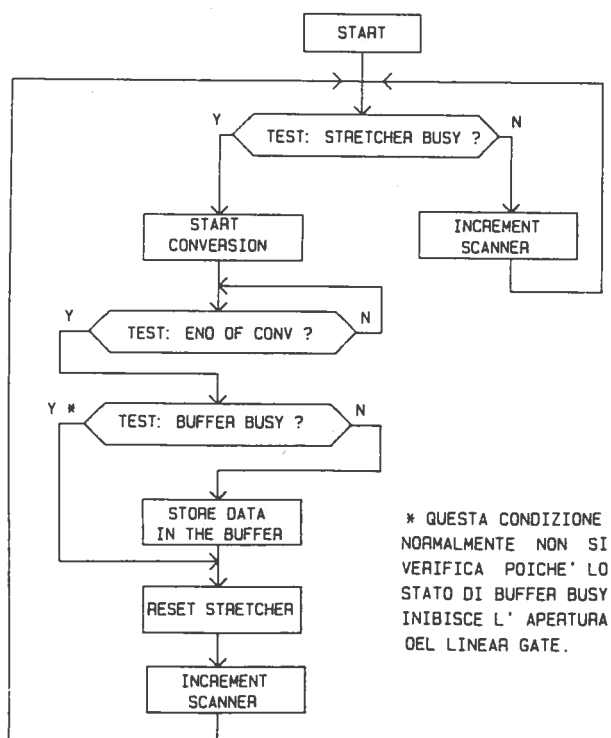 START
Y
TEST: STRETCHER BUSY ?
N
START
CONVERSION
INCREMENT
SCANNER
Y
TEST: END OF CONV ?
N
Y *
TEST: BUFFER BUSY ?
N
STORE DATA
IN THE BUFFER
* QUESTA CONDIZIONE
NORMALMENTE NON SI
VERIFICA POICHE' LO
STATO DI BUFFER BUSY
INIBISCE L' APERTURA
DEL LINEAR GATE.
RESET STRETCHER
INCREMENT
SCANNER